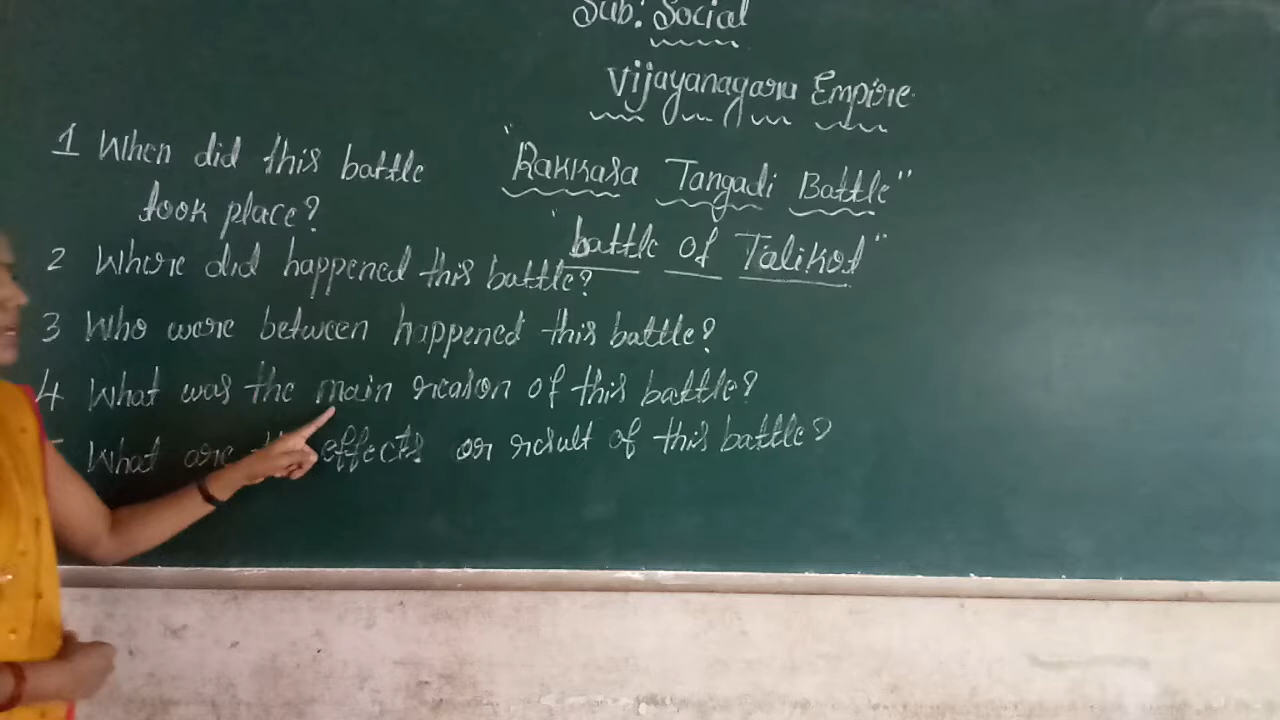 Sub: Social
Vijayanagara Empire
"Rakkasa Tangadi Battle"
"battle of Talikot"
1 When did this battle
took place?
2 Where did happened this battle?
3 Who were between happened this battle?
4 What was the main reason of this battle?
What are effects or result of this battle?